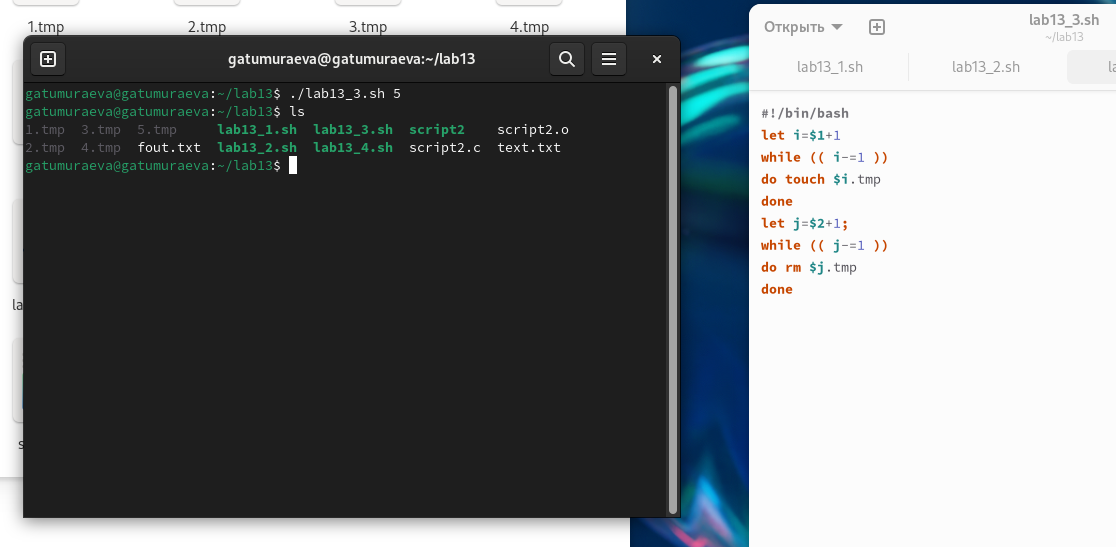 1.tmp 2.tmp 3.tmp 4.tmp
gatumuraeva@gatumuraeva:~/lab13
gatumuraeva@gatumuraeva:~/lab13$ ./lab13_3.sh 5
gatumuraeva@gatumuraeva:~/lab13$ ls
1.tmp 3.tmp 5.tmp lab13_1.sh lab13_3.sh script2 script2.o
2.tmp 4.tmp fout.txt lab13_2.sh lab13_4.sh script2.c text.txt
gatumuraeva@gatumuraeva:~/lab13$
Открыть
lab13_3.sh
~/lab13
lab13_1.sh lab13_2.sh la
#!/bin/bash
let i=$1+1
while (( i-=1 ))
do touch $i.tmp
done
let j=$2+1;
while (( j-=1 ))
do rm $j.tmp
done
la
s